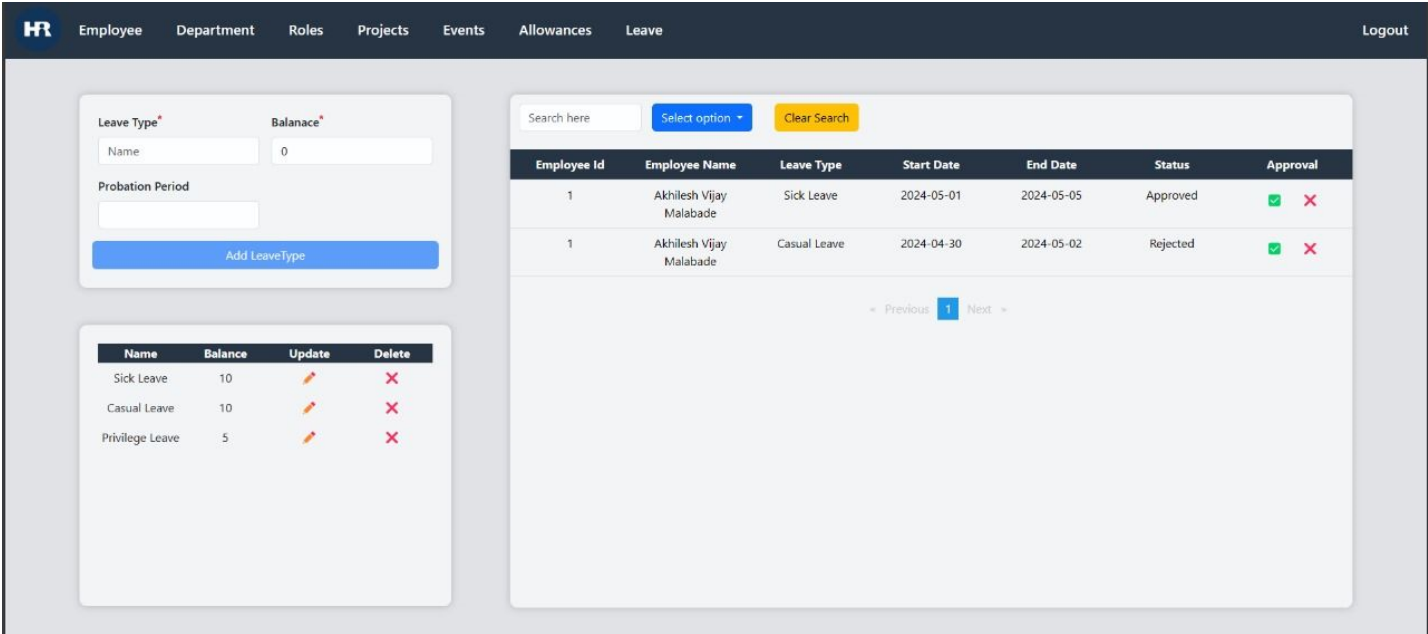 HR Employee Department Roles Projects Events Allowances Leave Logout
Leave Type* Balanace*
Name 0
Probation Period
Add LeaveType
Name Balance Update Delete
Sick Leave 10
Casual Leave 10
Privilege Leave 5
Search here Select option Clear Search
Employee Id Employee Name Leave Type Start Date End Date Status Approval
1 Akhilesh Vijay Malabade Sick Leave 2024-05-01 2024-05-05 Approved
1 Akhilesh Vijay Malabade Casual Leave 2024-04-30 2024-05-02 Rejected
« Previous 1 Next »